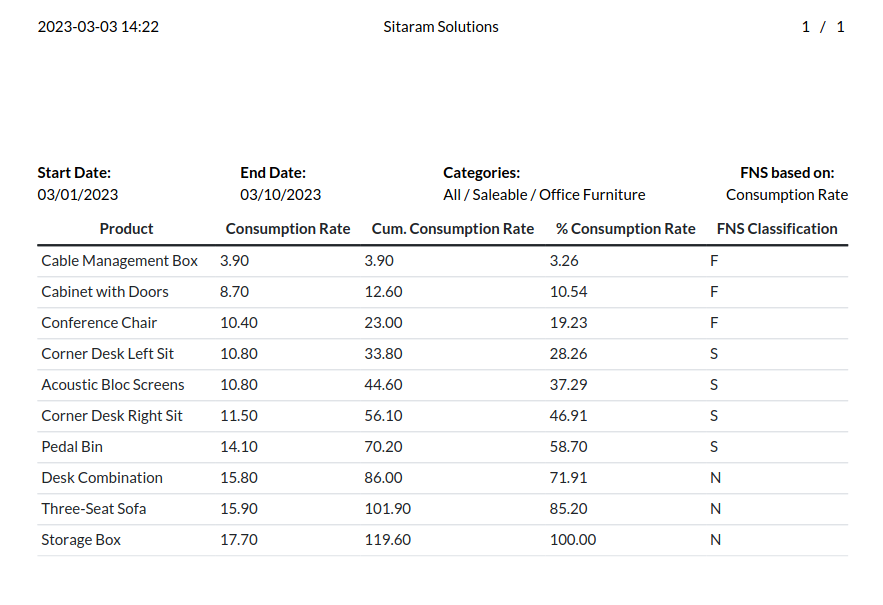 2023-03-03 14:22 Sitaram Solutions 1 / 1
Start Date: End Date: Categories: FNS based on:
03/01/2023 03/10/2023 All / Saleable / Office Furniture Consumption Rate
Product Consumption Rate Cum. Consumption Rate % Consumption Rate FNS Classification
Cable Management Box 3.90 3.90 3.26 F
Cabinet with Doors 8.70 12.60 10.54 F
Conference Chair 10.40 23.00 19.23 F
Corner Desk Left Sit 10.80 33.80 28.26 S
Acoustic Bloc Screens 10.80 44.60 37.29 S
Corner Desk Right Sit 11.50 56.10 46.91 S
Pedal Bin 14.10 70.20 58.70 S
Desk Combination 15.80 86.00 71.91 N
Three-Seat Sofa 15.90 101.90 85.20 N
Storage Box 17.70 119.60 100.00 N